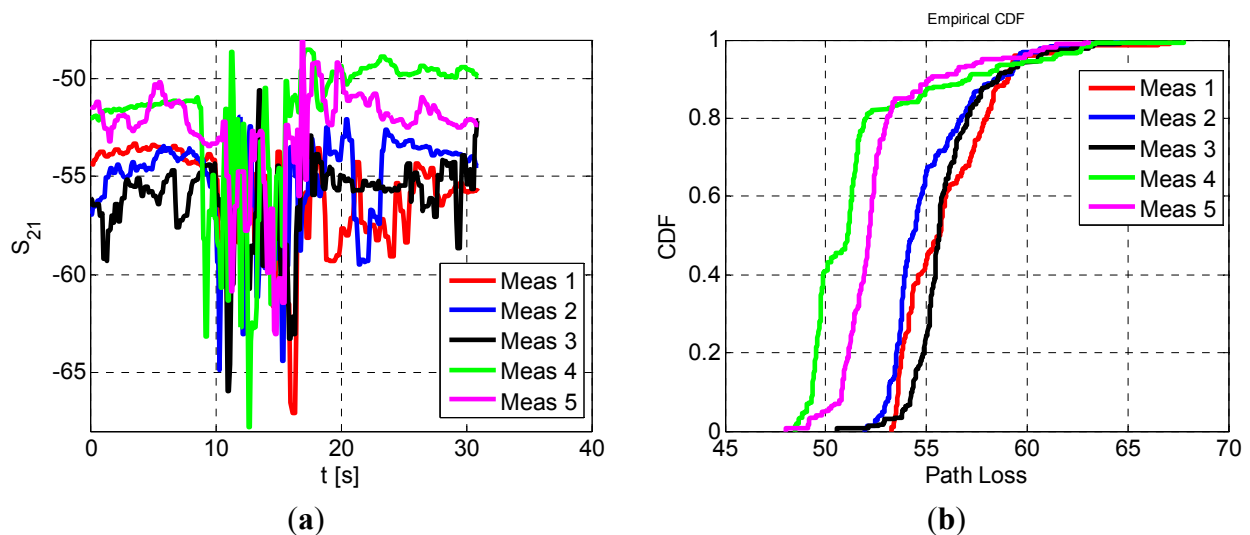 -50
-55
-60
-65
S21
0 10 20 30 40
t [s]
Meas 1
Meas 2
Meas 3
Meas 4
Meas 5
(a)
Empirical CDF
1
0.8
0.6
0.4
0.2
0
CDF
45 50 55 60 65 70
Path Loss
Meas 1
Meas 2
Meas 3
Meas 4
Meas 5
(b)